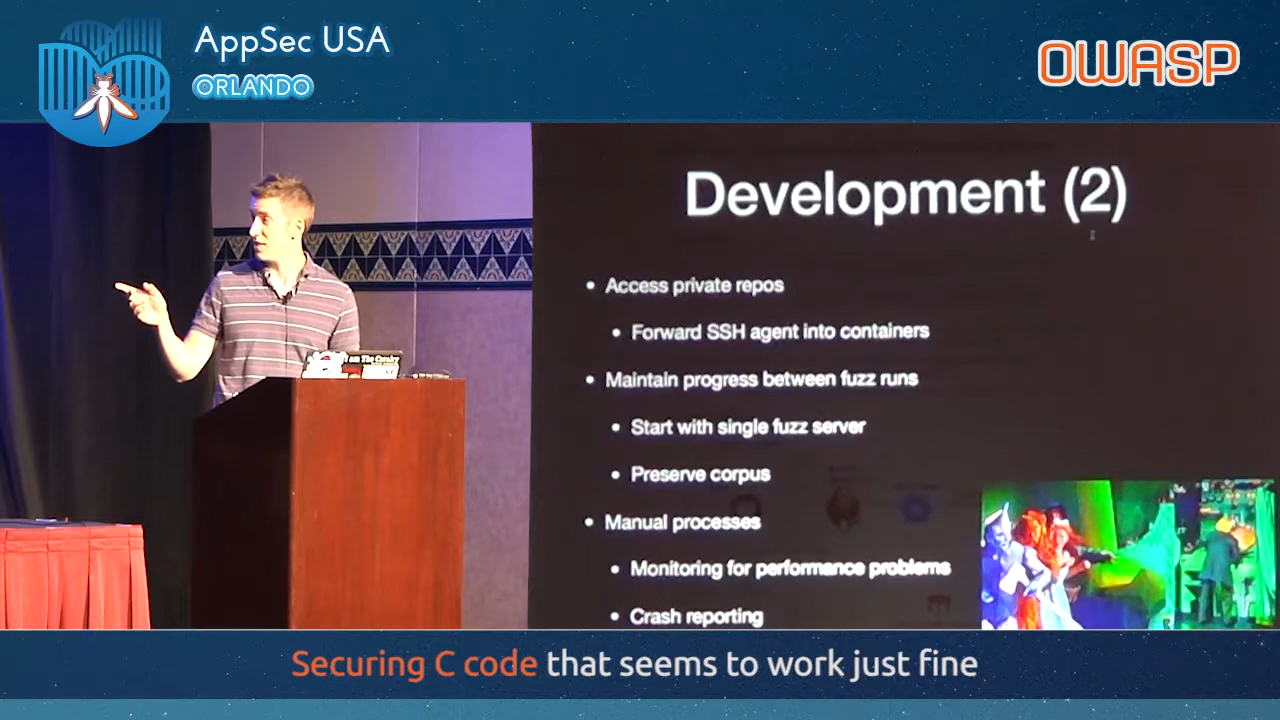 AppSec USA
ORLANDO
OWASP
Development (2)
• Access private repos
• Forward SSH agent into containers
• Maintain progress between fuzz runs
• Start with single fuzz server
• Preserve corpus
• Manual processes
• Monitoring for performance problems
• Crash reporting
Securing C code that seems to work just fine